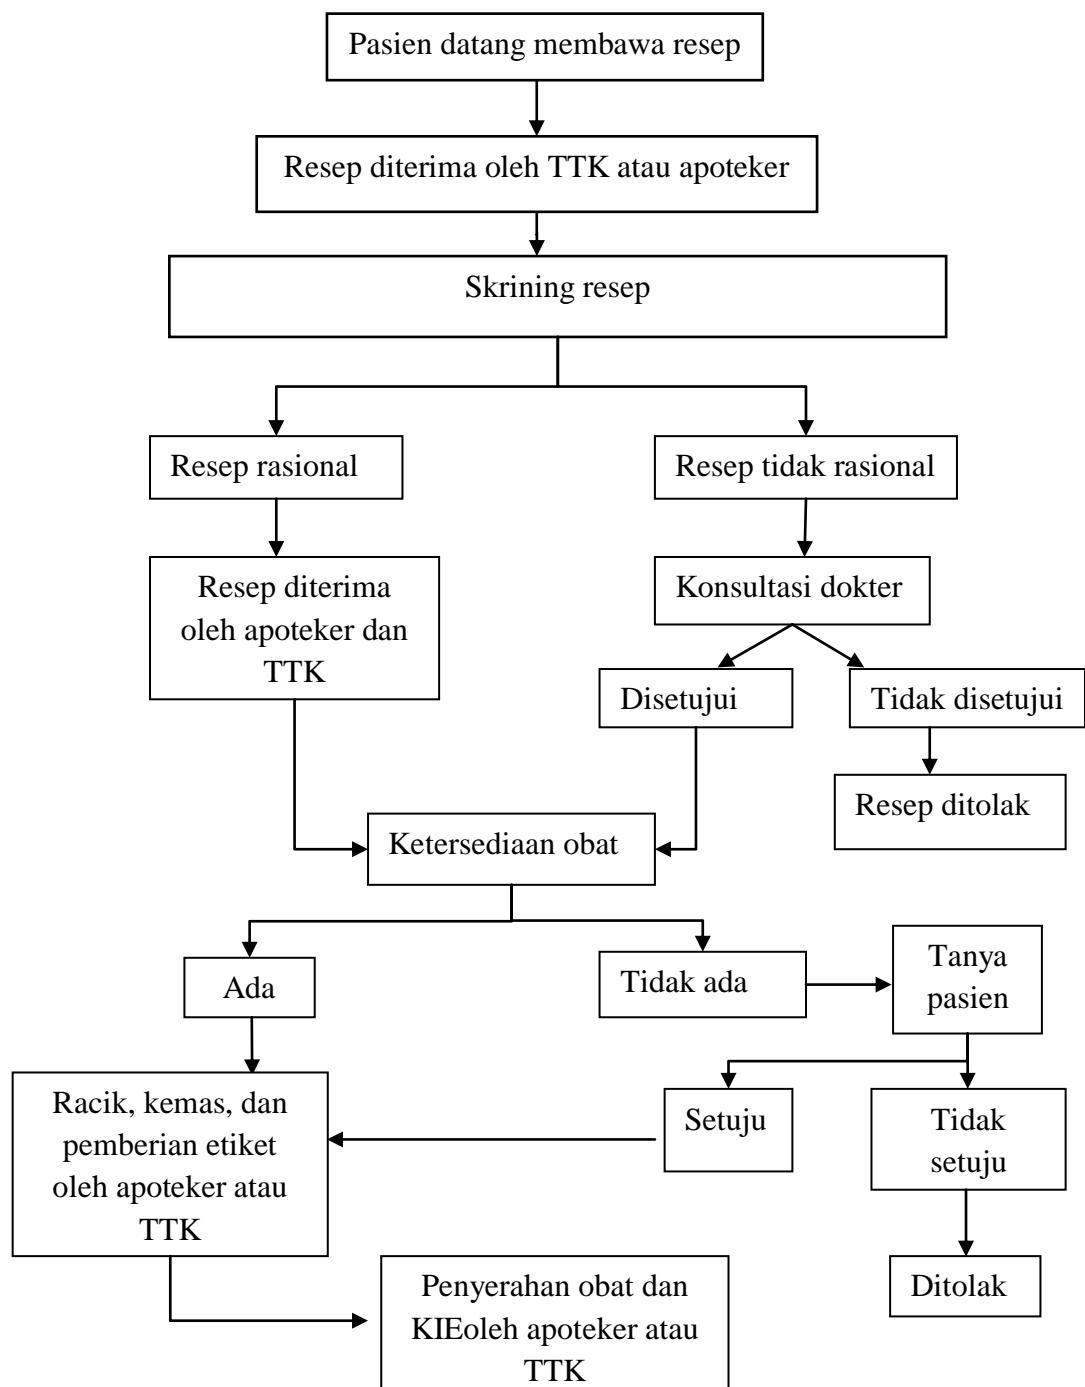 Pasien datang membawa resep
Resep diterima oleh TTK atau apoteker
Skrining resep
Resep rasional
Resep tidak rasional
Resep diterima
oleh apoteker dan
TTK
Konsultasi dokter
Disetujui
Tidak disetujui
Resep ditolak
Ketersediaan obat
Ada
Tidak ada
Tanya
pasien
Racik, kemas, dan
pemberian etiket
oleh apoteker atau
TTK
Setuju
Tidak
setuju
Ditolak
Penyerahan obat dan
KIEoleh apoteker atau
TTK